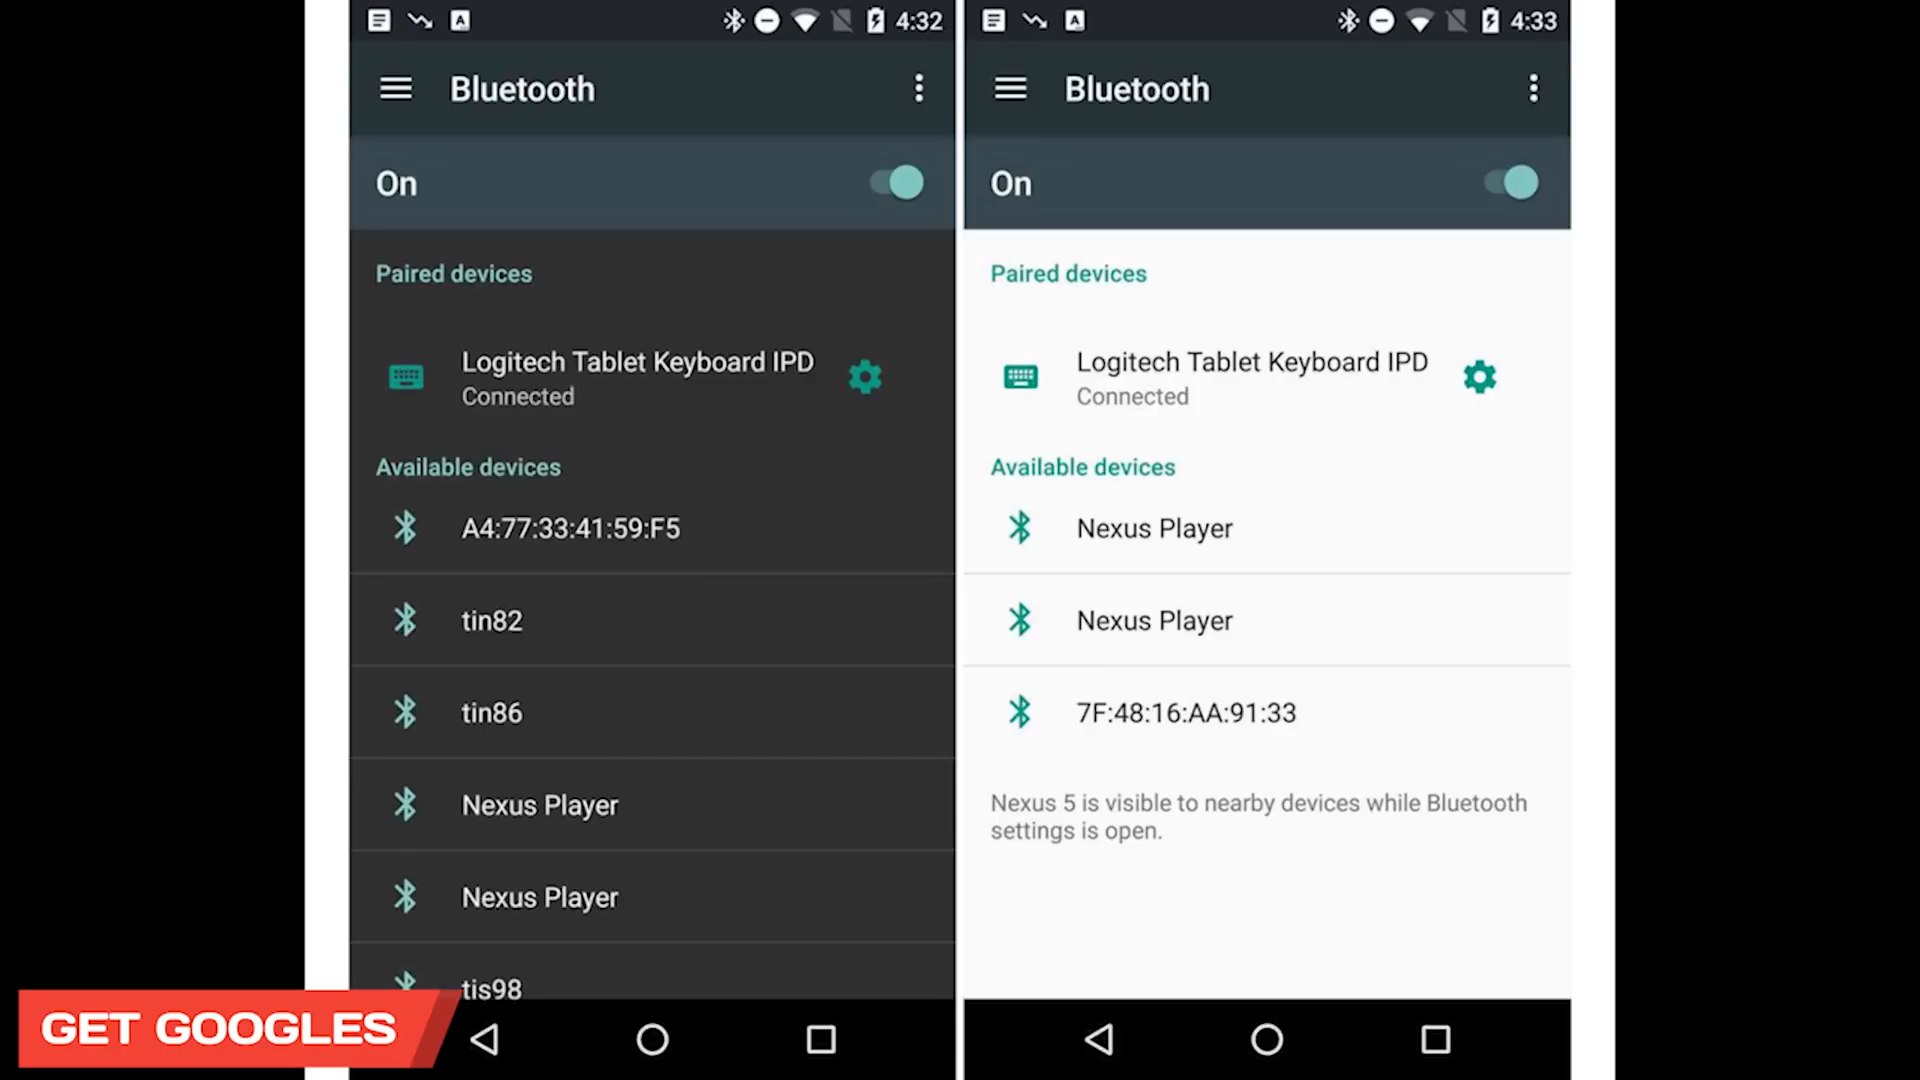 4:32
Bluetooth
On
Paired devices
Logitech Tablet Keyboard IPD
Connected
Available devices
A4:77:33:41:59:F5
tin82
tin86
Nexus Player
Nexus Player
tis98
4:33
Bluetooth
On
Paired devices
Logitech Tablet Keyboard IPD
Connected
Available devices
Nexus Player
Nexus Player
7F:48:16:AA:91:33
Nexus 5 is visible to nearby devices while Bluetooth
settings is open.
GET GOOGLES